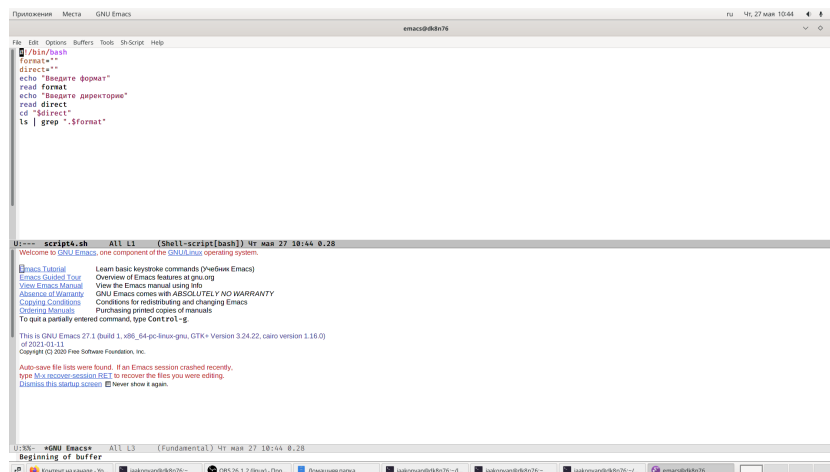 Приложения Места GNU Emacs ru Чт, 27 мая 10:44
emacs@dk8n76
File Edit Options Buffers Tools Sh-Script Help
#!/bin/bash
format=""
direct=""
echo "Введите формат"
read format
echo "Введите директорию"
read direct
cd "$direct"
ls | grep ".$format"
U:--- script4.sh All L1 (Shell-script[bash]) Чт мая 27 10:44 0.28
Welcome to GNU Emacs, one component of the GNU/Linux operating system.
Emacs Tutorial Learn basic keystroke commands (Учебник Emacs)
Emacs Guided Tour Overview of Emacs features at gnu.org
View Emacs Manual View the Emacs manual using Info
Absence of Warranty GNU Emacs comes with ABSOLUTELY NO WARRANTY
Copying Conditions Conditions for redistributing and changing Emacs
Ordering Manuals Purchasing printed copies of manuals
To quit a partially entered command, type Control-g.
This is GNU Emacs 27.1 (build 1, x86_64-pc-linux-gnu, GTK+ Version 3.24.22, cairo version 1.16.0)
of 2021-01-11
Copyright (C) 2020 Free Software Foundation, Inc.
Auto-save file lists were found. If an Emacs session crashed recently,
type M-x recover-session RET to recover the files you were editing.
Dismiss this startup screen Never show it again.
U:%%- *GNU Emacs* All L3 (Fundamental) Чт мая 27 10:44 0.28
Beginning of buffer
emacs@dk8n76